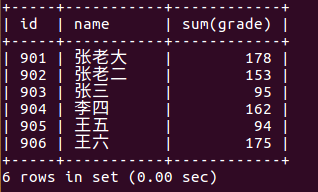 +-----+-----------+------------+
| id | name | sum(grade) |
+-----+-----------+------------+
| 901 | 张老大 | 178 |
| 902 | 张老二 | 153 |
| 903 | 张三 | 95 |
| 904 | 李四 | 162 |
| 905 | 王五 | 94 |
| 906 | 王六 | 175 |
+-----+-----------+------------+
6 rows in set (0.00 sec)